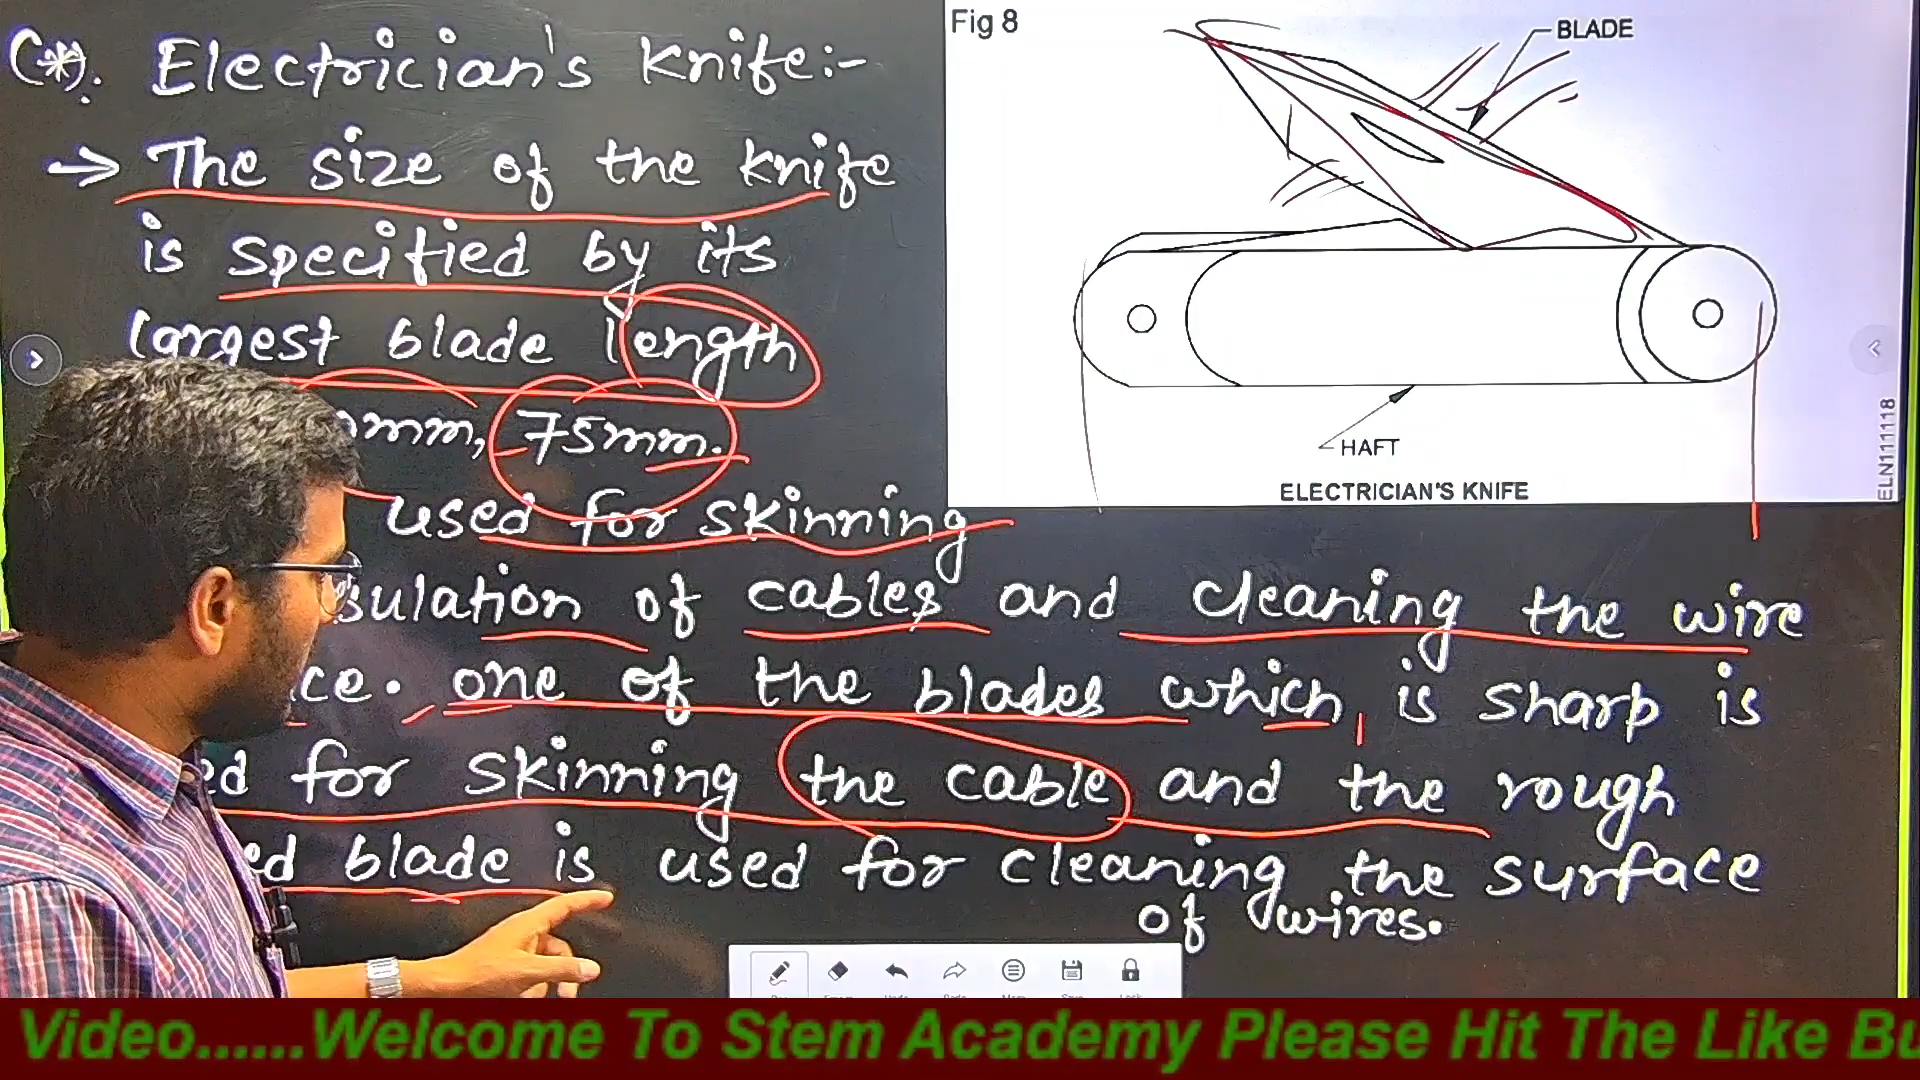 (*). Electrician's Knife:-
→ The size of the knife
is specified by its
largest blade length
mm, 75mm.
used for skinning
sulation of cables and cleaning the wire
ce. one of the blades which is sharp is
ed for skinning the cable and the rough
ed blade is used for cleaning the surface
of wires.
Fig 8
BLADE
HAFT
ELECTRICIAN'S KNIFE
ELN111118
Video......Welcome To Stem Academy Please Hit The Like Bu